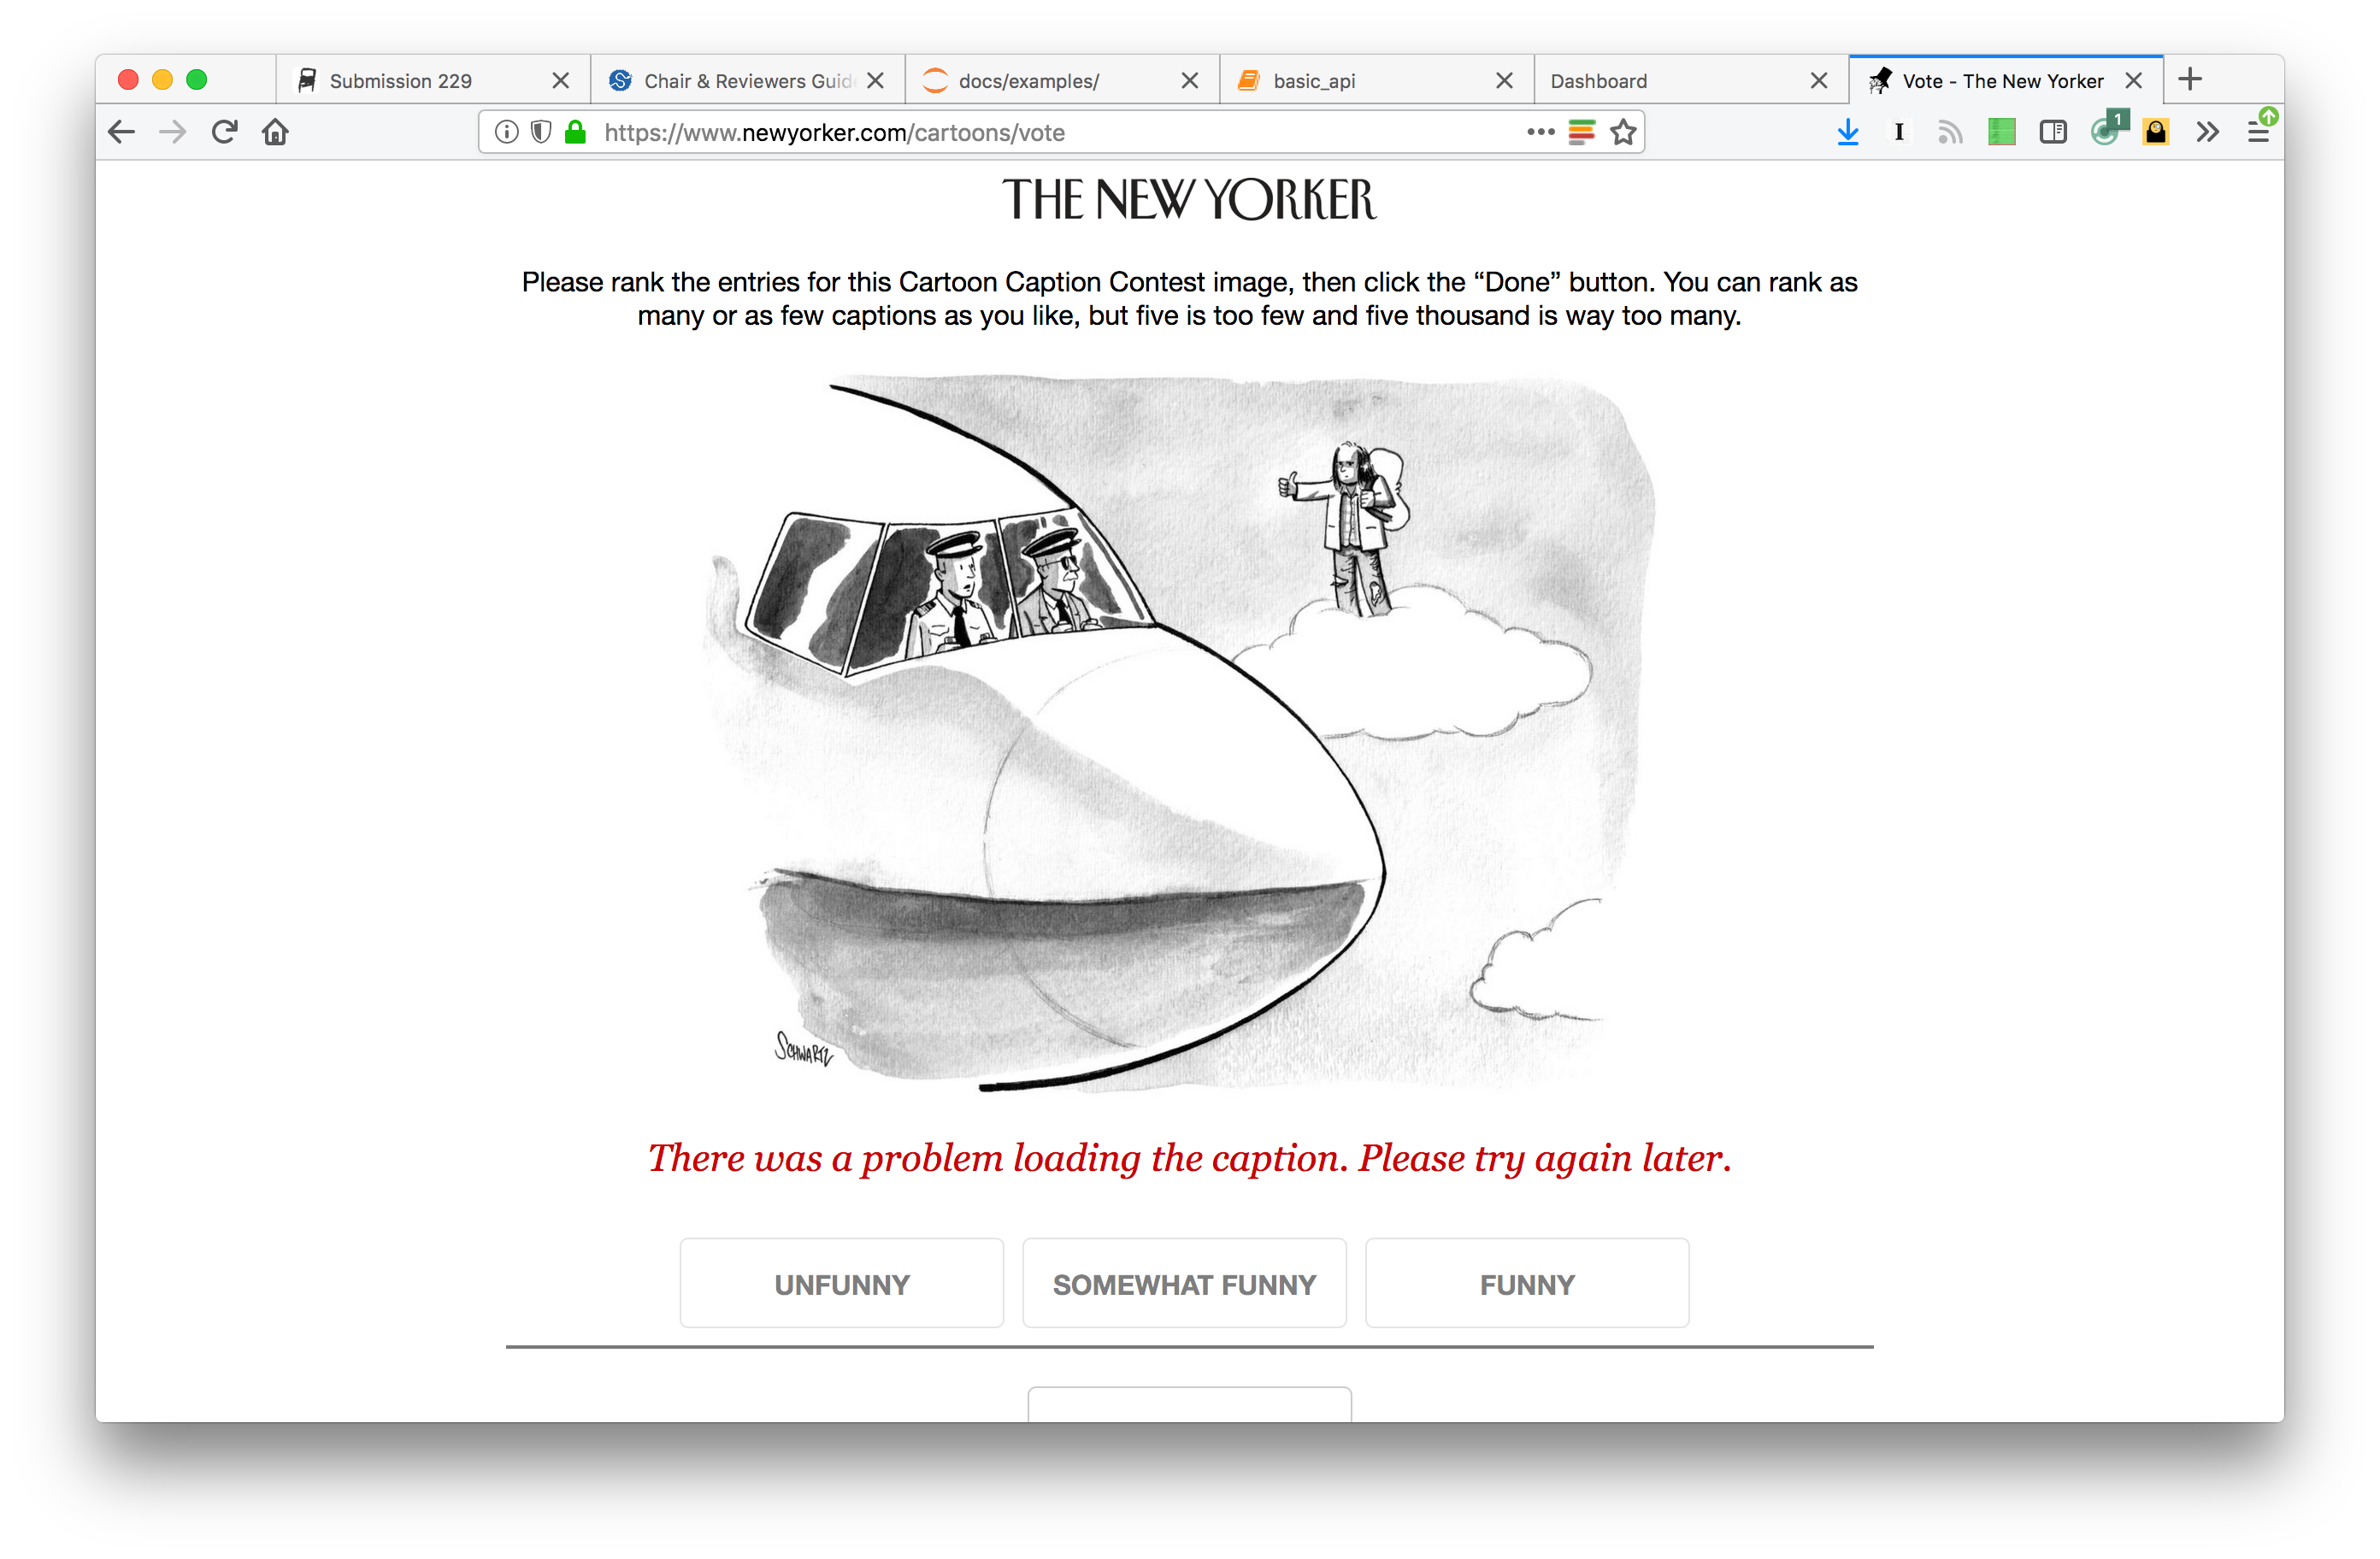 Submission 229
Chair & Reviewers Guid
docs/examples/
basic_api
Dashboard
Vote - The New Yorker
https://www.newyorker.com/cartoons/vote
I
1
THE NEW YORKER
Please rank the entries for this Cartoon Caption Contest image, then click the “Done” button. You can rank as
many or as few captions as you like, but five is too few and five thousand is way too many.
SCHWARTZ
There was a problem loading the caption. Please try again later.
UNFUNNY
SOMEWHAT FUNNY
FUNNY